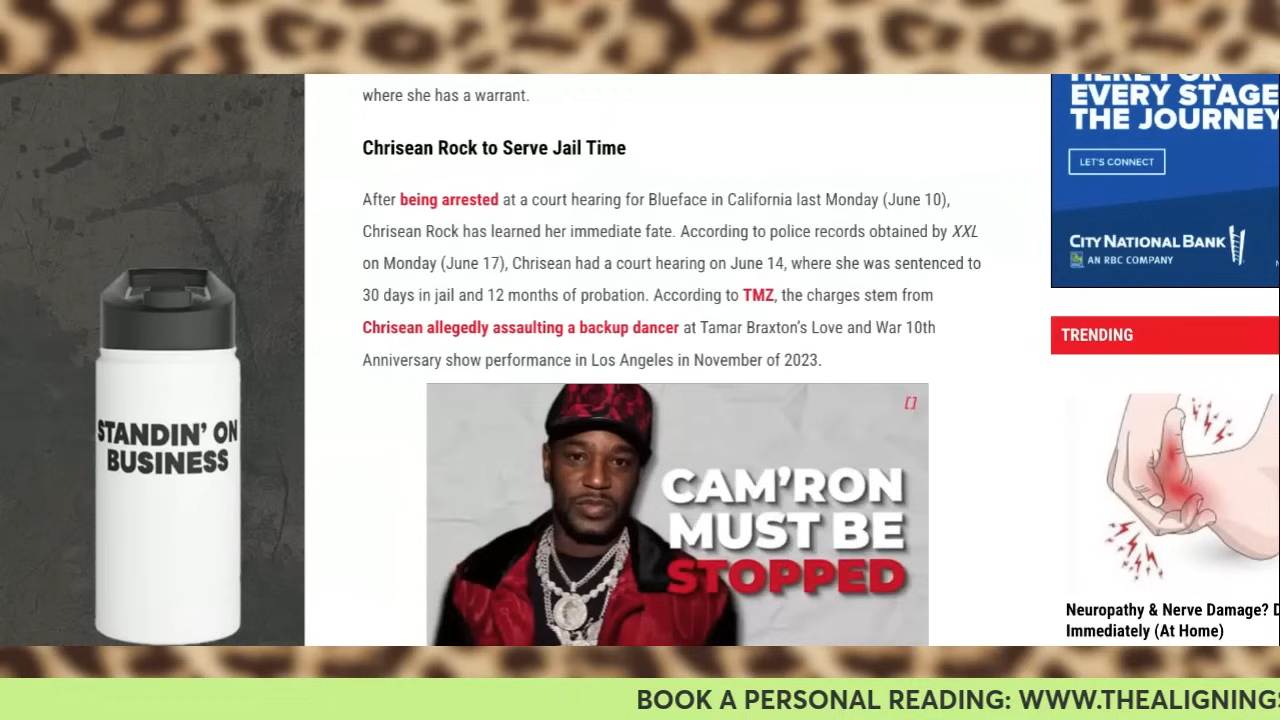 where she has a warrant.
Chrisean Rock to Serve Jail Time
After being arrested at a court hearing for Blueface in California last Monday (June 10),
Chrisean Rock has learned her immediate fate. According to police records obtained by XXL
on Monday (June 17), Chrisean had a court hearing on June 14, where she was sentenced to
30 days in jail and 12 months of probation. According to TMZ, the charges stem from
Chrisean allegedly assaulting a backup dancer at Tamar Braxton's Love and War 10th
Anniversary show performance in Los Angeles in November of 2023.
STANDIN' ON
BUSINESS
[]
CAM'RON
MUST BE
STOPPED
HERE FOR
EVERY STAGE
THE JOURNEY
LET'S CONNECT
CITY NATIONAL BANK
AN RBC COMPANY
TRENDING
Neuropathy & Nerve Damage? D
Immediately (At Home)
BOOK A PERSONAL READING: WWW.THEALIGNING